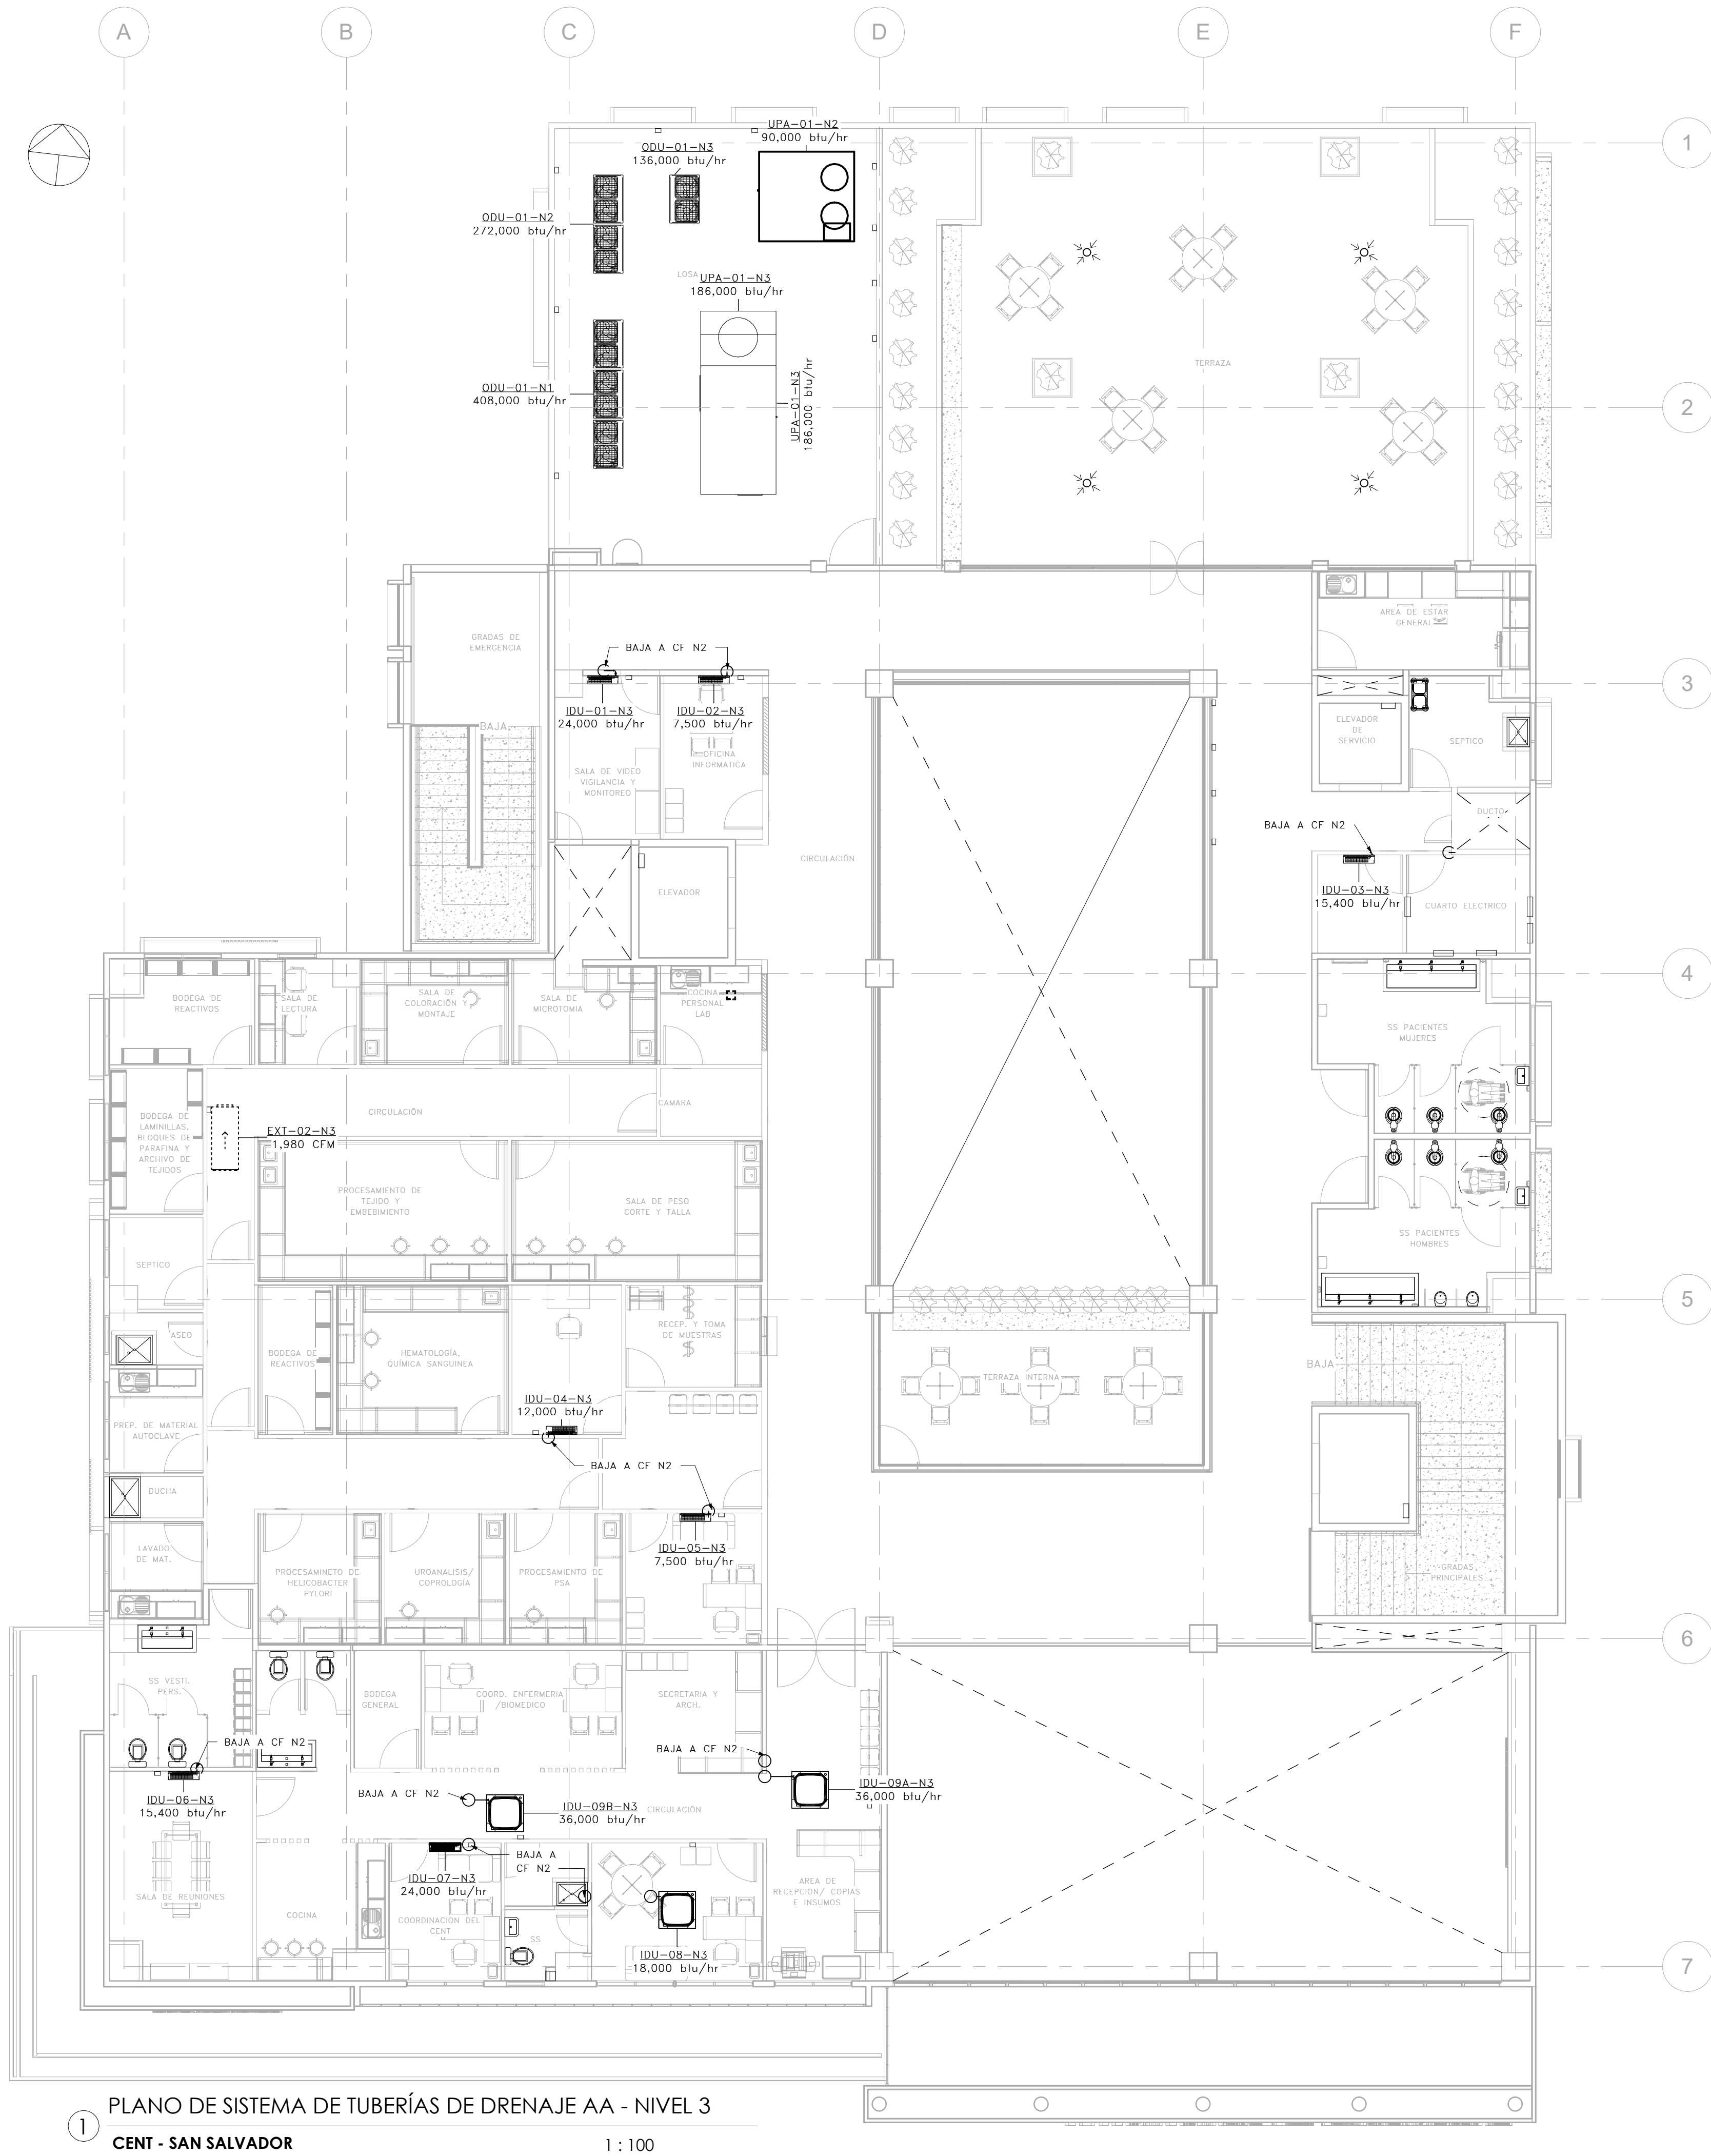 A
B
C
D
E
F
1
UPA-01-N2
90,000 btu/hr
ODU-01-N3
136,000 btu/hr
ODU-01-N2
272,000 btu/hr
LOSA
UPA-01-N3
186,000 btu/hr
UPA-01-N3
186,000 btu/hr
TERRAZA
ODU-01-N1
408,000 btu/hr
2
AREA DE ESTAR
GENERAL
GRADAS DE
EMERGENCIA
BAJA A CF N2
3
IDU-01-N3
24,000 btu/hr
IDU-02-N3
7,500 btu/hr
BAJA
ELEVADOR
DE
SERVICIO
SEPTICO
OFICINA
INFORMATICA
SALA DE VIDEO
VIGILANCIA Y
MONITOREO
DUCTO
BAJA A CF N2
CIRCULACIÓN
ELEVADOR
IDU-03-N3
15,400 btu/hr
CUARTO ELECTRICO
4
BODEGA DE
REACTIVOS
SALA DE
LECTURA
SALA DE
COLORACIÓN Y
MONTAJE
SALA DE
MICROTOMIA
COCINA
PERSONAL
LAB
SS PACIENTES
MUJERES
CAMARA
CIRCULACIÓN
BODEGA DE
LAMINILLAS,
BLOQUES DE
PARAFINA Y
ARCHIVO DE
TEJIDOS
EXT-02-N3
1,980 CFM
PROCESAMIENTO DE
TEJIDO Y
EMBEBIMIENTO
SALA DE PESO
CORTE Y TALLA
SS PACIENTES
HOMBRES
SEPTICO
5
ASEO
RECEP. Y TOMA
DE MUESTRAS
BODEGA DE
REACTIVOS
HEMATOLOGÍA,
QUÍMICA SANGUINEA
BAJA
TERRAZA INTERNA
IDU-04-N3
12,000 btu/hr
PREP. DE MATERIAL
AUTOCLAVE
BAJA A CF N2
DUCHA
LAVADO
DE MAT.
IDU-05-N3
7,500 btu/hr
PROCESAMINETO DE
HELICOBACTER
PYLORI
UROANALISIS/
COPROLOGÍA
PROCESAMIENTO DE
PSA
GRADAS
PRINCIPALES
6
SS VESTI.
PERS.
BODEGA
GENERAL
COORD. ENFERMERIA
/BIOMEDICO
SECRETARIA Y
ARCH.
BAJA A CF N2
BAJA A CF N2
IDU-09A-N3
36,000 btu/hr
IDU-06-N3
15,400 btu/hr
BAJA A CF N2
IDU-09B-N3
36,000 btu/hr
CIRCULACIÓN
BAJA A
CF N2
IDU-07-N3
24,000 btu/hr
AREA DE
RECEPCION/ COPIAS
E INSUMOS
SALA DE REUNIONES
COCINA
COORDINACION DEL
CENT
SS
IDU-08-N3
18,000 btu/hr
7
1
PLANO DE SISTEMA DE TUBERÍAS DE DRENAJE AA - NIVEL 3
CENT - SAN SALVADOR
1 : 100